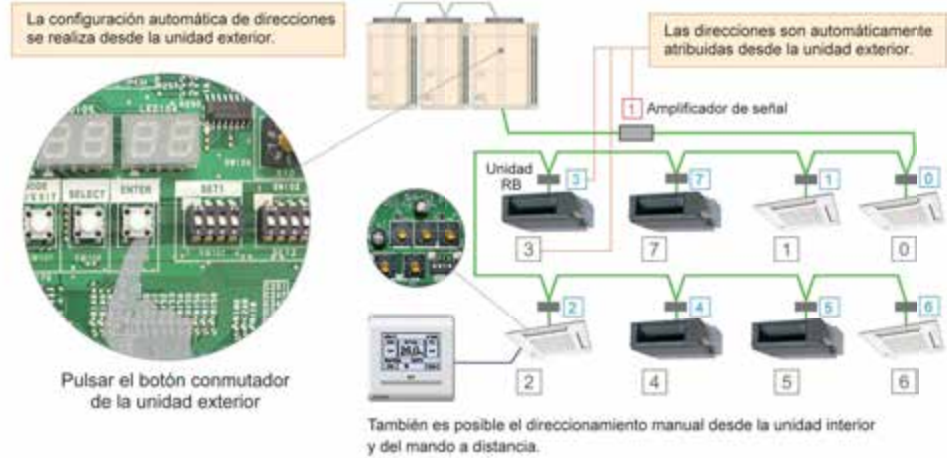 La configuración automática de direcciones
se realiza desde la unidad exterior.
Las direcciones son automáticamente
atribuidas desde la unidad exterior.
1 Amplificador de señal
SELECT
ENTER
SET1
Unidad
RB
3
7
1
0
3
7
1
0
2
4
5
6
2
4
5
6
Pulsar el botón conmutador
de la unidad exterior
También es posible el direccionamiento manual desde la unidad interior
y del mando a distancia.